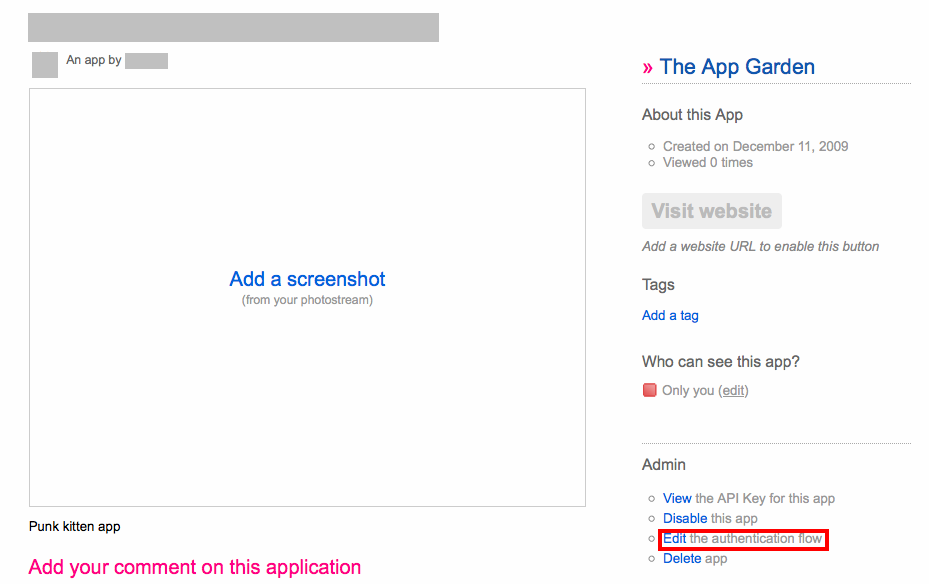 An app by
Add a screenshot
(from your photostream)
Punk kitten app
Add your comment on this application
» The App Garden
About this App
Created on December 11, 2009
Viewed 0 times
Visit website
Add a website URL to enable this button
Tags
Add a tag
Who can see this app?
Only you (edit)
Admin
View the API Key for this app
Disable this app
Edit the authentication flow
Delete app